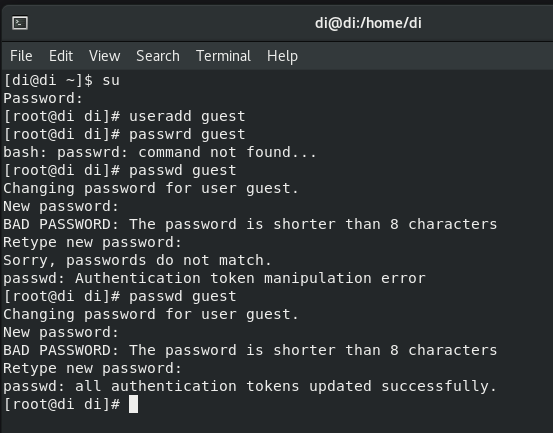 di@di:/home/di
File Edit View Search Terminal Help
[di@di ~]$ su
Password:
[root@di di]# useradd guest
[root@di di]# passwrd guest
bash: passwrd: command not found...
[root@di di]# passwd guest
Changing password for user guest.
New password:
BAD PASSWORD: The password is shorter than 8 characters
Retype new password:
Sorry, passwords do not match.
passwd: Authentication token manipulation error
[root@di di]# passwd guest
Changing password for user guest.
New password:
BAD PASSWORD: The password is shorter than 8 characters
Retype new password:
passwd: all authentication tokens updated successfully.
[root@di di]#